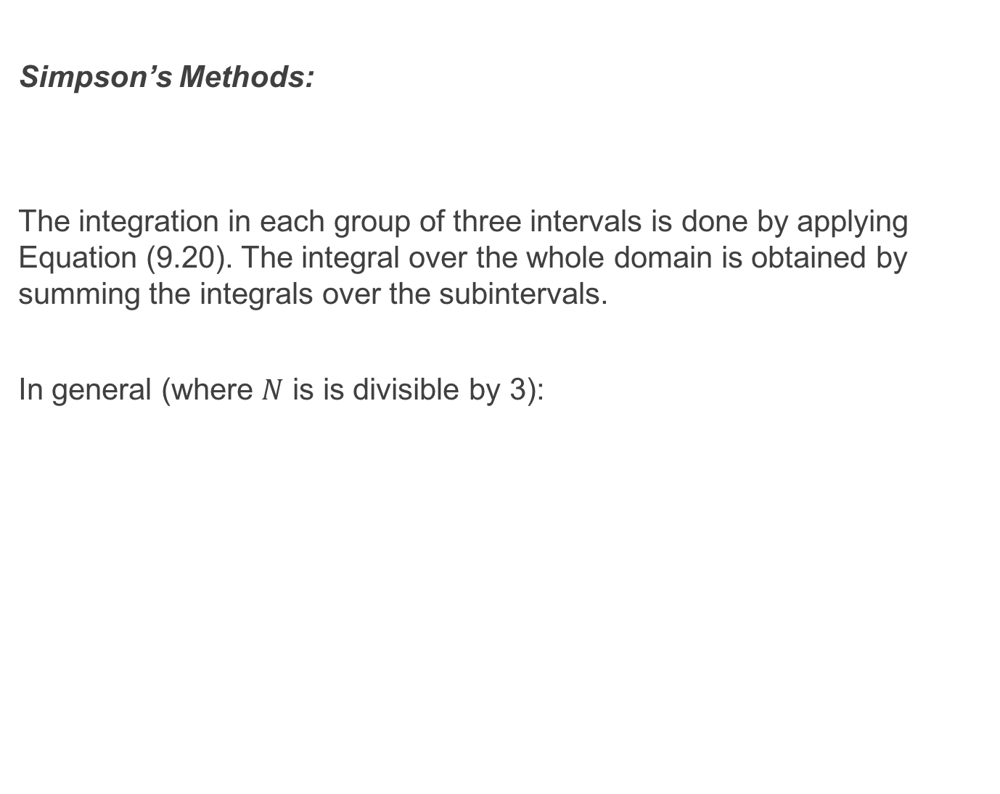 Simpson’s Methods:
The integration in each group of three intervals is done by applying
Equation (9.20). The integral over the whole domain is obtained by
summing the integrals over the subintervals.
In general (where N is is divisible by 3):